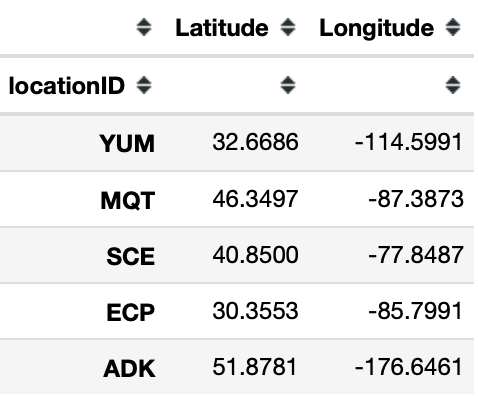 Latitude Longitude
locationID
YUM 32.6686 -114.5991
MQT 46.3497 -87.3873
SCE 40.8500 -77.8487
ECP 30.3553 -85.7991
ADK 51.8781 -176.6461